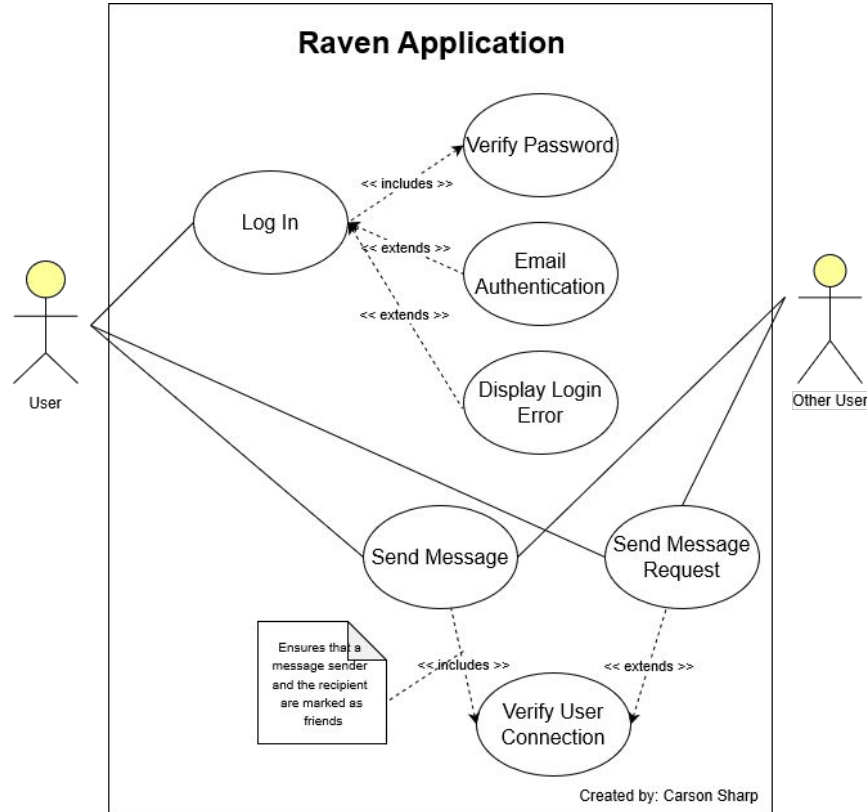 Raven Application
Verify Password
<< includes >>
Log In
<< extends >>
Email
Authentication
<< extends >>
Display Login
Error
User
Other User
Send Message
Send Message
Request
Ensures that a
message sender
and the recipient
are marked as
friends
<< includes >>
<< extends >>
Verify User
Connection
Created by: Carson Sharp